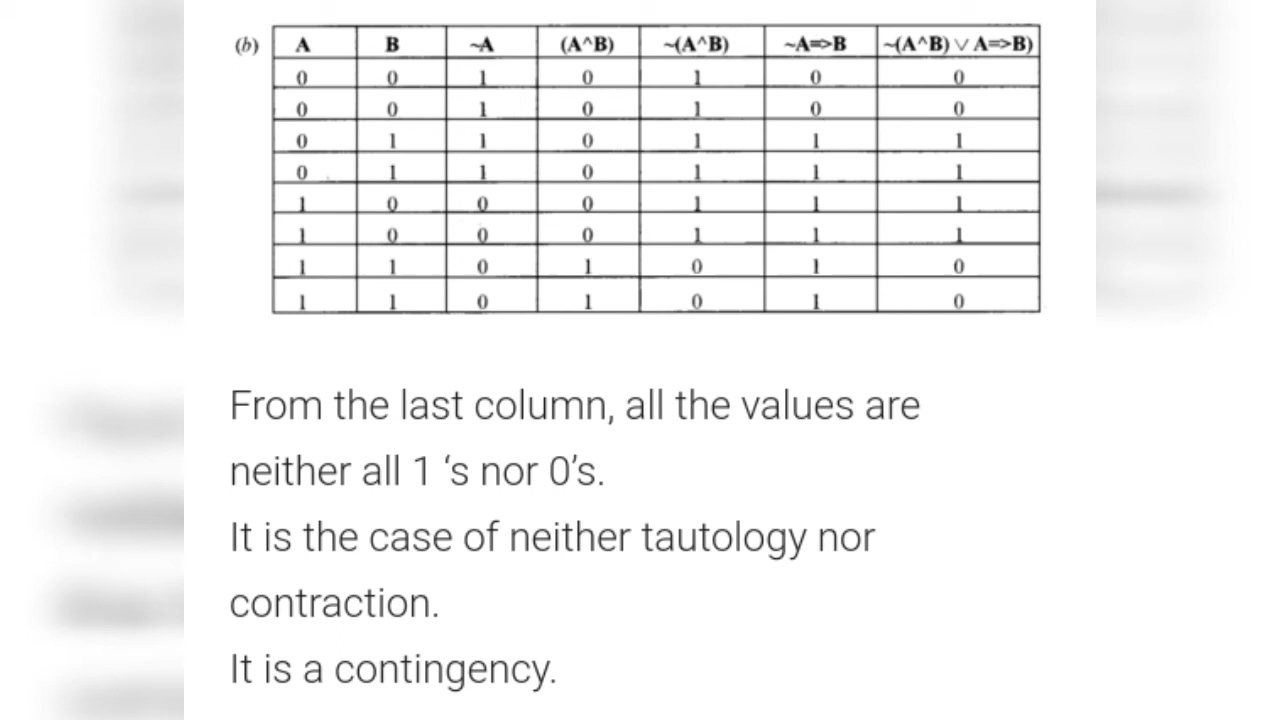 (b) A B ~A (A^B) ~(A^B) ~A=>B ~(A^B) ∨ A=>B)
0 0 1 0 1 0 0
0 0 1 0 1 0 0
0 1 1 0 1 1 1
0 1 1 0 1 1 1
1 0 0 0 1 1 1
1 0 0 0 1 1 1
1 1 0 1 0 1 0
1 1 0 1 0 1 0
From the last column, all the values are
neither all 1 ‘s nor 0’s.
It is the case of neither tautology nor
contraction.
It is a contingency.